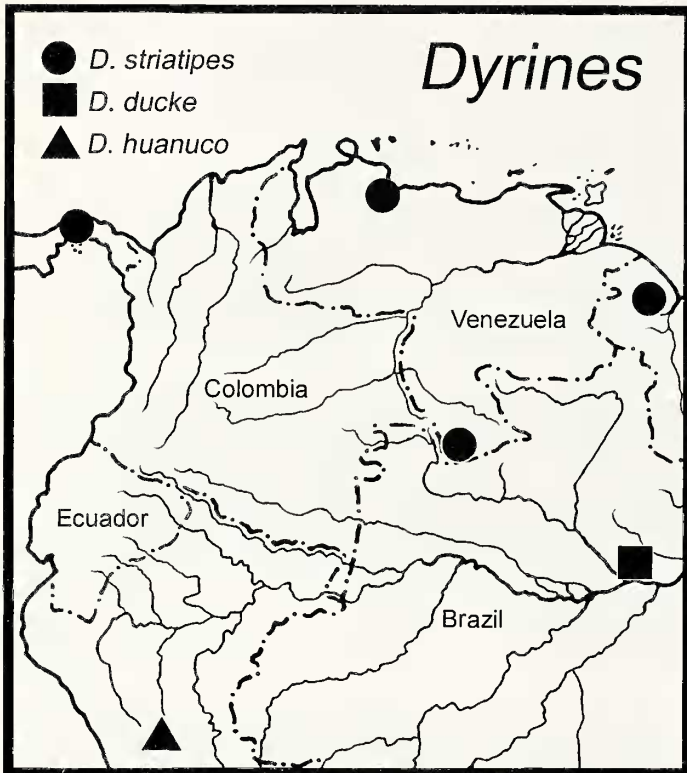 D. striatipes
D. ducke
D. huanuco
Dyrines
Venezuela
Colombia
Ecuador
Brazil